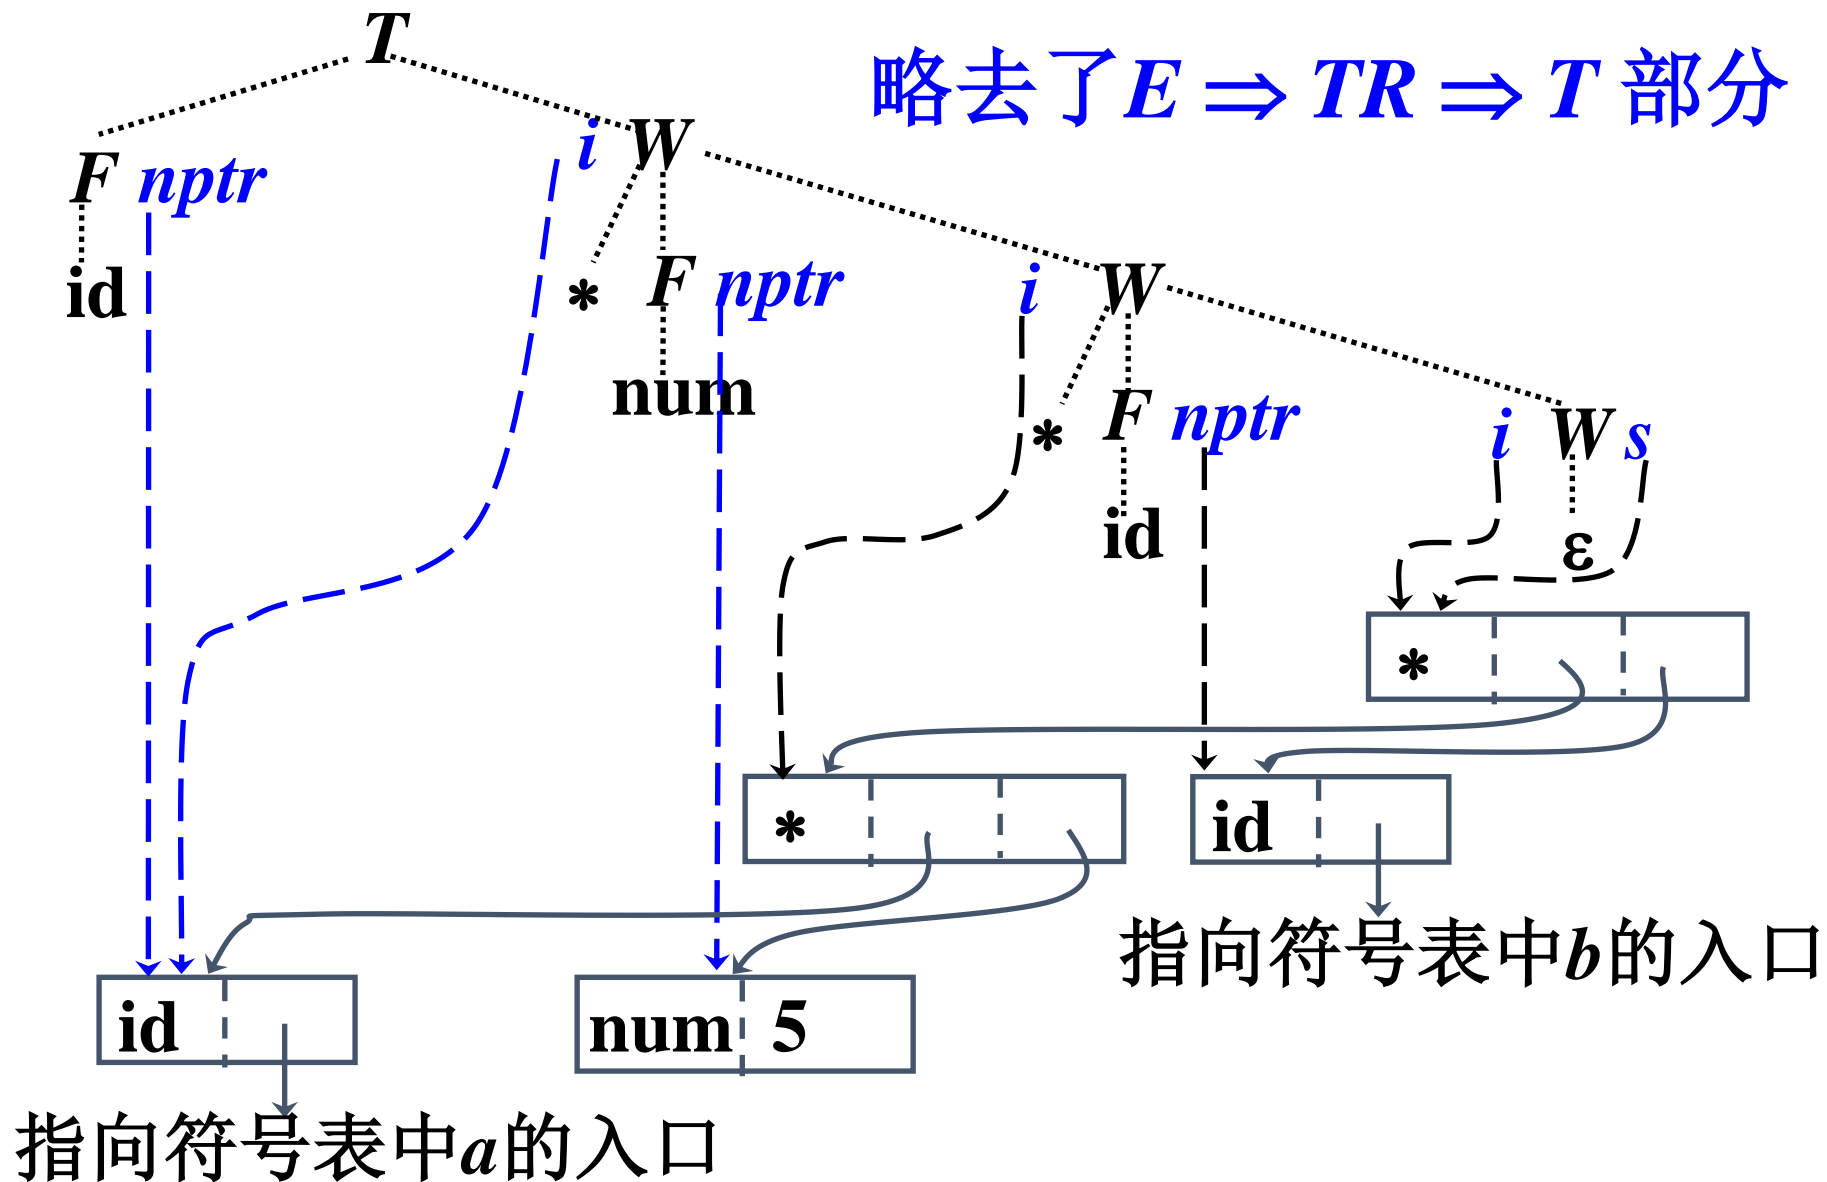 T
略去了E ⇒ TR ⇒ T 部分
i W
F nptr
* F nptr
i W
id
num
* F nptr
i W s
id
ε
*
*
id
指向符号表中b的入口
id
num 5
指向符号表中a的入口